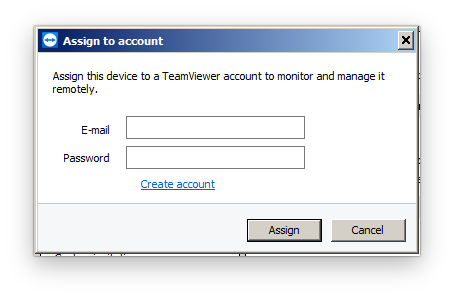 Assign to account
Assign this device to a TeamViewer account to monitor and manage it
remotely.
E-mail
Password
Create account
Assign
Cancel